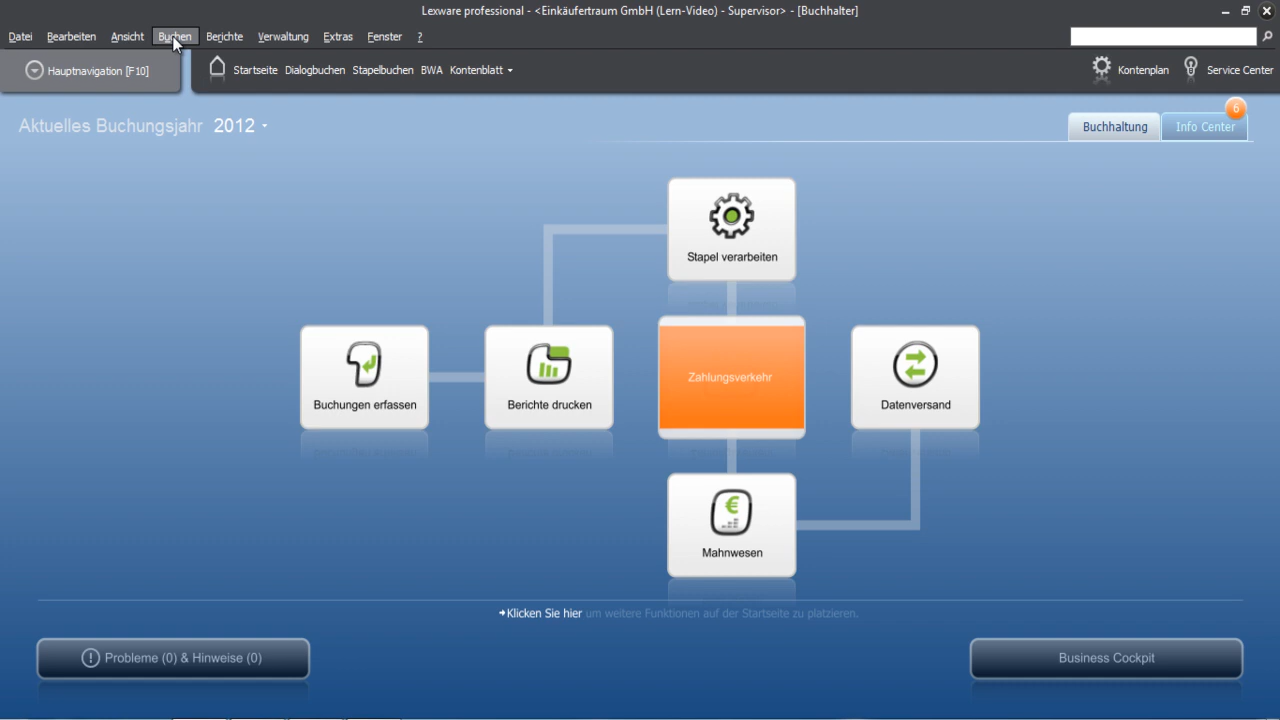 Lexware professional - <Einkäufertraum GmbH (Lern-Video) - Supervisor> - [Buchhalter]
Datei Bearbeiten Ansicht Buchen Berichte Verwaltung Extras Fenster ?
Hauptnavigation [F10] Startseite Dialogbuchen Stapelbuchen BWA Kontenblatt Kontenplan Service Center
6
Aktuelles Buchungsjahr 2012 Buchhaltung Info Center
Stapel verarbeiten
Zahlungsverkehr
Buchungen erfassen Berichte drucken Datenversand
Mahnwesen
Klicken Sie hier um weitere Funktionen auf der Startseite zu platzieren.
Probleme (0) & Hinweise (0) Business Cockpit